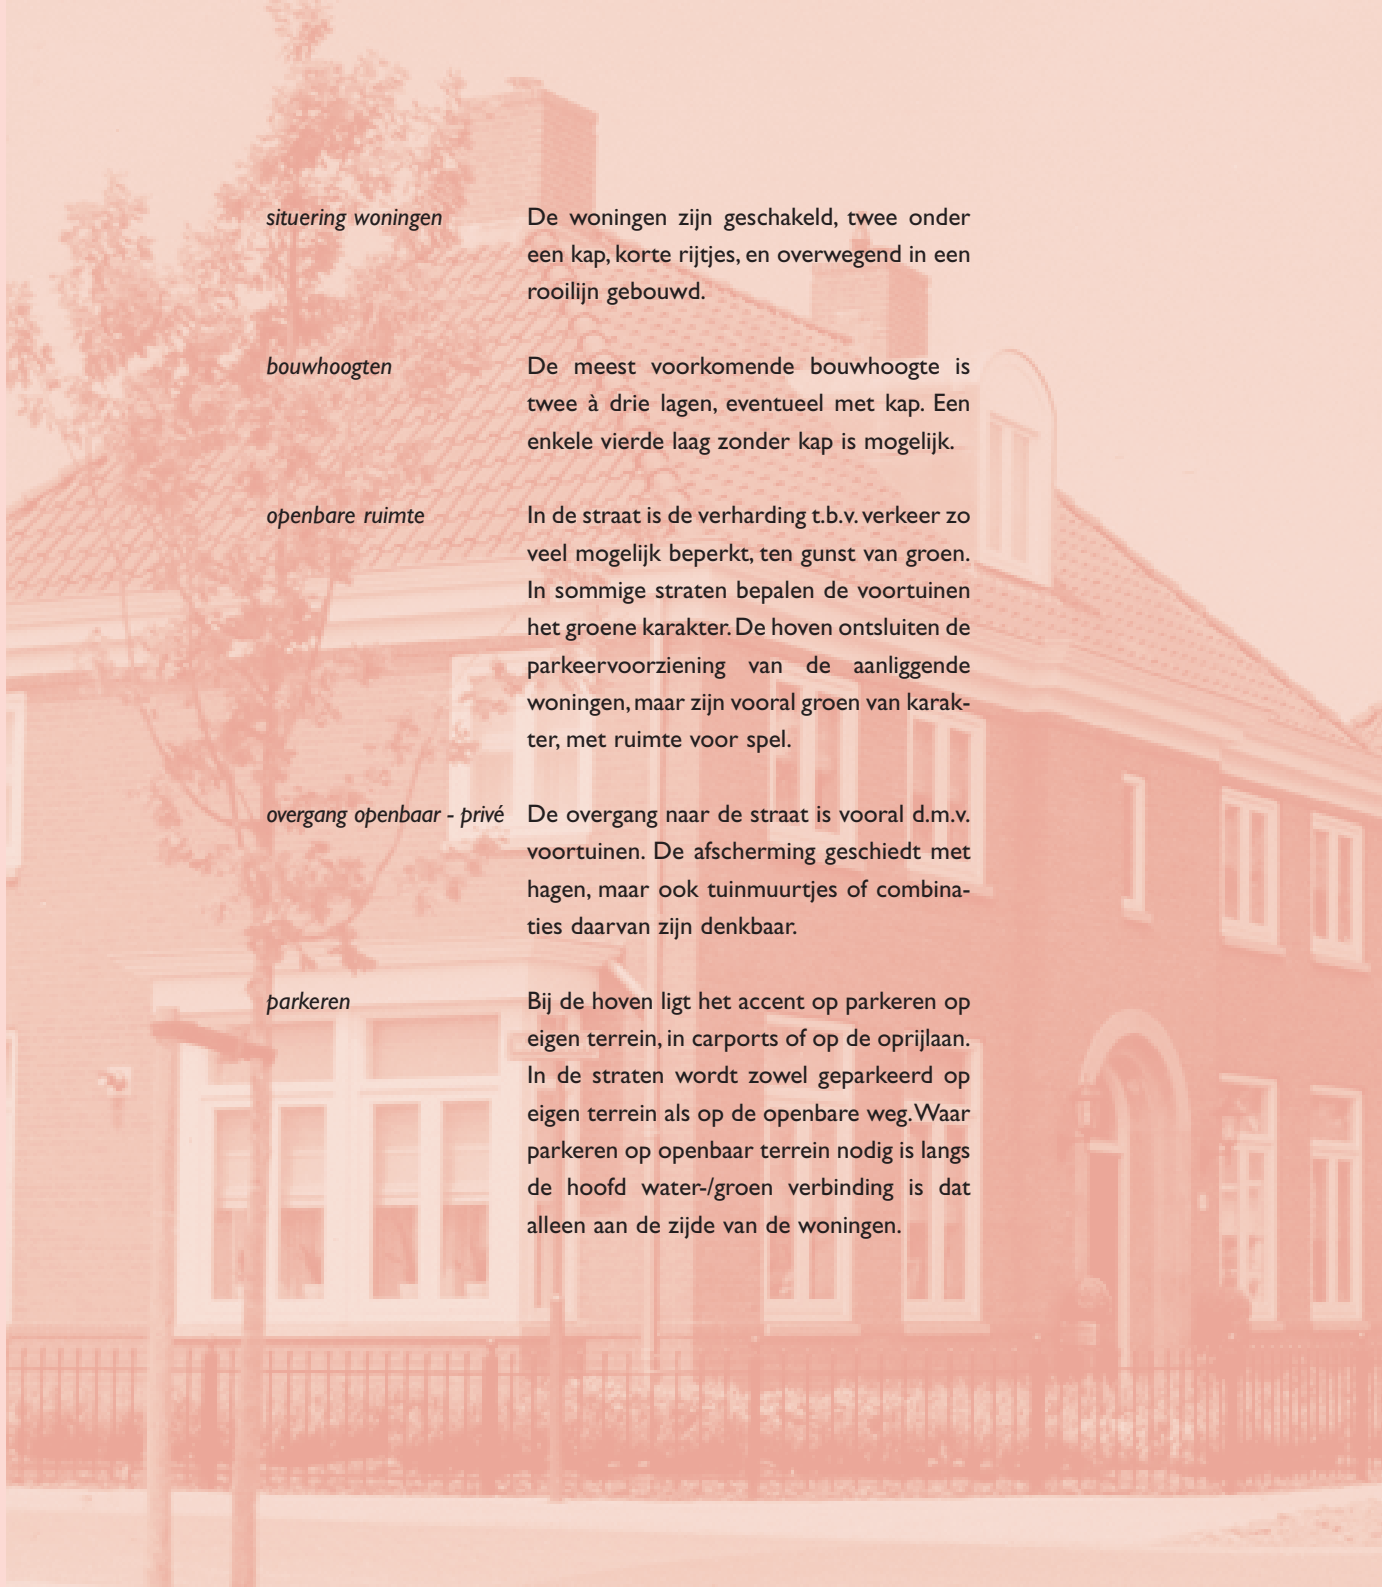 situering woningen De woningen zijn geschakeld, twee onder
een kap, korte rijtjes, en overwegend in een
rooilijn gebouwd.
bouwhoogten De meest voorkomende bouwhoogte is
twee à drie lagen, eventueel met kap. Een
enkele vierde laag zonder kap is mogelijk.
openbare ruimte In de straat is de verharding t.b.v. verkeer zo
veel mogelijk beperkt, ten gunst van groen.
In sommige straten bepalen de voortuinen
het groene karakter. De hoven ontsluiten de
parkeervoorziening van de aanliggende
woningen, maar zijn vooral groen van karak-
ter, met ruimte voor spel.
overgang openbaar - privé De overgang naar de straat is vooral d.m.v.
voortuinen. De afscherming geschiedt met
hagen, maar ook tuinmuurtjes of combina-
ties daarvan zijn denkbaar.
parkeren Bij de hoven ligt het accent op parkeren op
eigen terrein, in carports of op de oprijlaan.
In de straten wordt zowel geparkeerd op
eigen terrein als op de openbare weg. Waar
parkeren op openbaar terrein nodig is langs
de hoofd water-/groen verbinding is dat
alleen aan de zijde van de woningen.